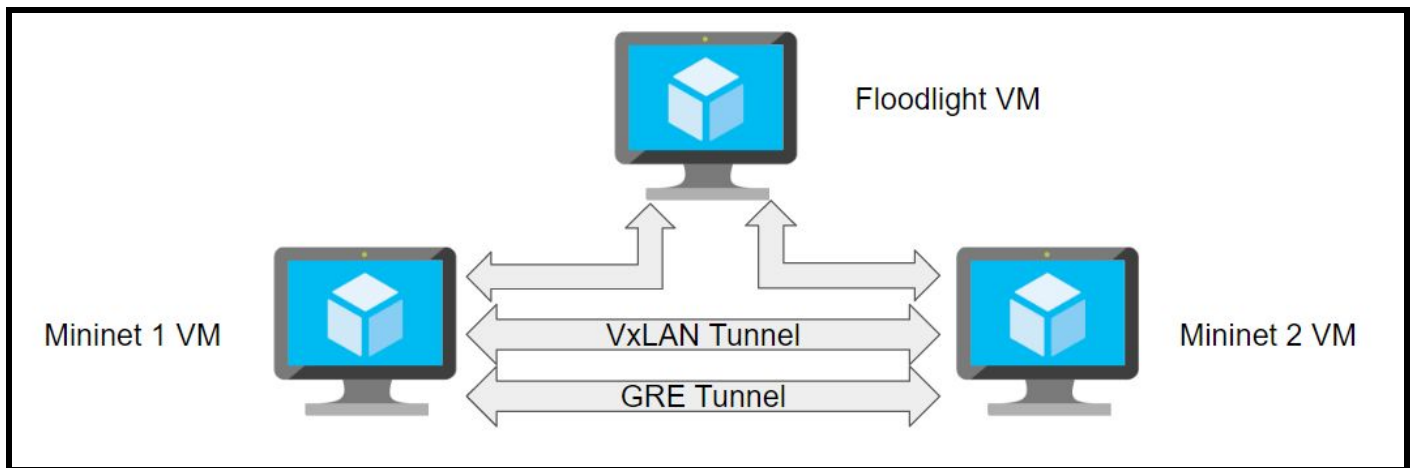 Floodlight VM
Mininet 1 VM
VxLAN Tunnel
Mininet 2 VM
GRE Tunnel